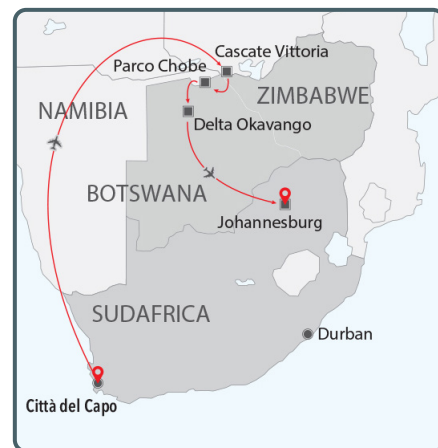 Cascate Vittoria
Parco Chobe
ZIMBABWE
NAMIBIA
Delta Okavango
BOTSWANA
Johannesburg
SUDAFRICA
Durban
Città del Capo